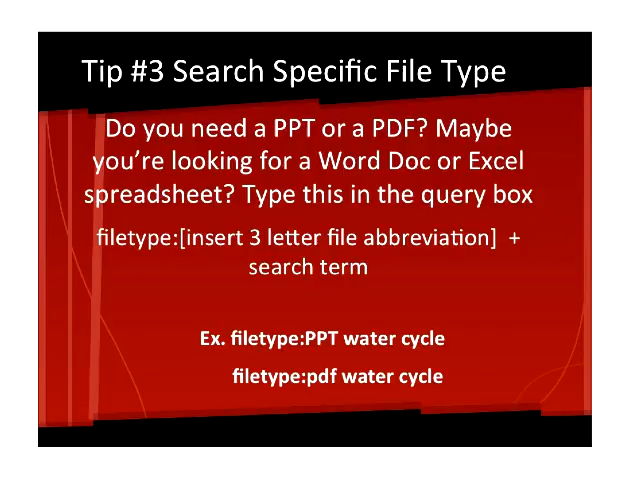 Tip #3 Search Specific File Type
Do you need a PPT or a PDF? Maybe
you’re looking for a Word Doc or Excel
spreadsheet? Type this in the query box
filetype:[insert 3 letter file abbreviation]  +
search term
Ex. filetype:PPT water cycle
filetype:pdf water cycle